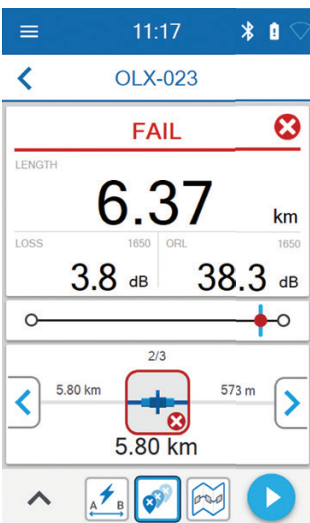 11:17
OLX-023
FAIL
LENGTH
6.37 km
LOSS 1650 ORL 1650
3.8 dB 38.3 dB
2/3
5.80 km 573 m
5.80 km
A B